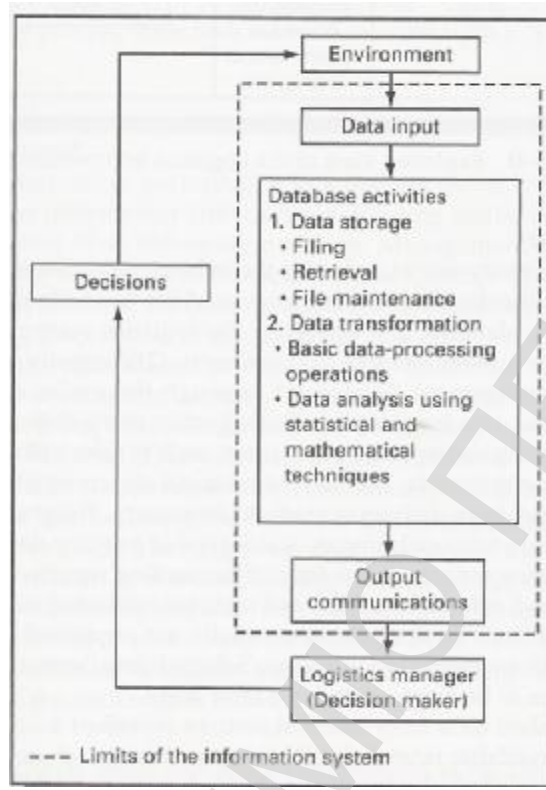 Environment
Data input
Database activities
1. Data storage
• Filing
• Retrieval
• File maintenance
2. Data transformation
• Basic data-processing
operations
• Data analysis using
statistical and
mathematical
techniques
Decisions
Output
communications
Logistics manager
(Decision maker)
--- Limits of the information system